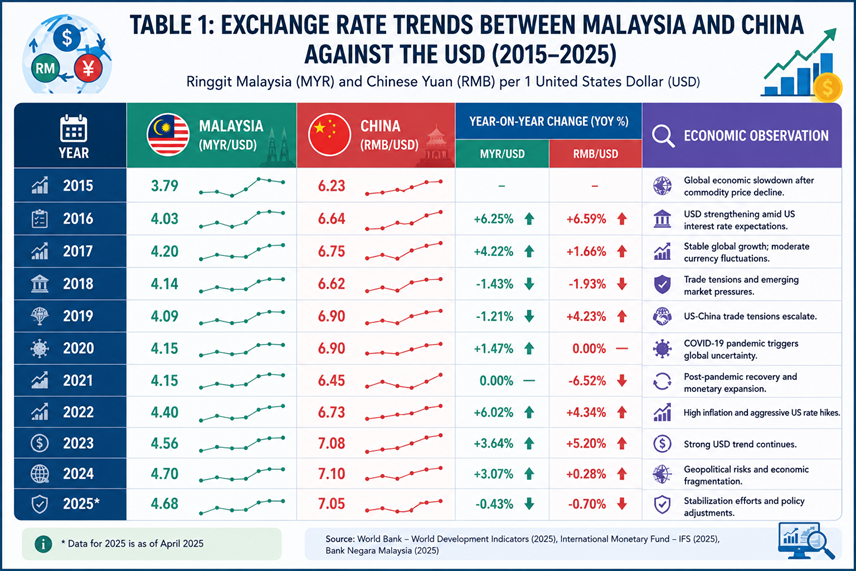 TABLE 1: EXCHANGE RATE TRENDS BETWEEN MALAYSIA AND CHINA
AGAINST THE USD (2015–2025)
Ringgit Malaysia (MYR) and Chinese Yuan (RMB) per 1 United States Dollar (USD)
$
RM
¥
$
YEAR
MALAYSIA
(MYR/USD)
CHINA
(RMB/USD)
YEAR-ON-YEAR CHANGE (YOY %)
MYR/USD
RMB/USD
ECONOMIC OBSERVATION
2015 3.79 6.23 – – Global economic slowdown after
commodity price decline.
2016 4.03 6.64 +6.25% ↑ +6.59% ↑ USD strengthening amid US
interest rate expectations.
2017 4.20 6.75 +4.22% ↑ +1.66% ↑ Stable global growth; moderate
currency fluctuations.
2018 4.14 6.62 -1.43% ↓ -1.93% ↓ Trade tensions and emerging
market pressures.
2019 4.09 6.90 -1.21% ↓ +4.23% ↑ US-China trade tensions escalate.
2020 4.15 6.90 +1.47% ↑ 0.00% — COVID-19 pandemic triggers
global uncertainty.
2021 4.15 6.45 0.00% — -6.52% ↓ Post-pandemic recovery and
monetary expansion.
2022 4.40 6.73 +6.02% ↑ +4.34% ↑ High inflation and aggressive US rate hikes.
$ 2023 4.56 7.08 +3.64% ↑ +5.20% ↑ $ Strong USD trend continues.
2024 4.70 7.10 +3.07% ↑ +0.28% ↑ Geopolitical risks and economic
fragmentation.
2025* 4.68 7.05 -0.43% ↓ -0.70% ↓ Stabilization efforts and policy
adjustments.
i * Data for 2025 is as of April 2025
Source: World Bank – World Development Indicators (2025), International Monetary Fund – IFS (2025),
Bank Negara Malaysia (2025)